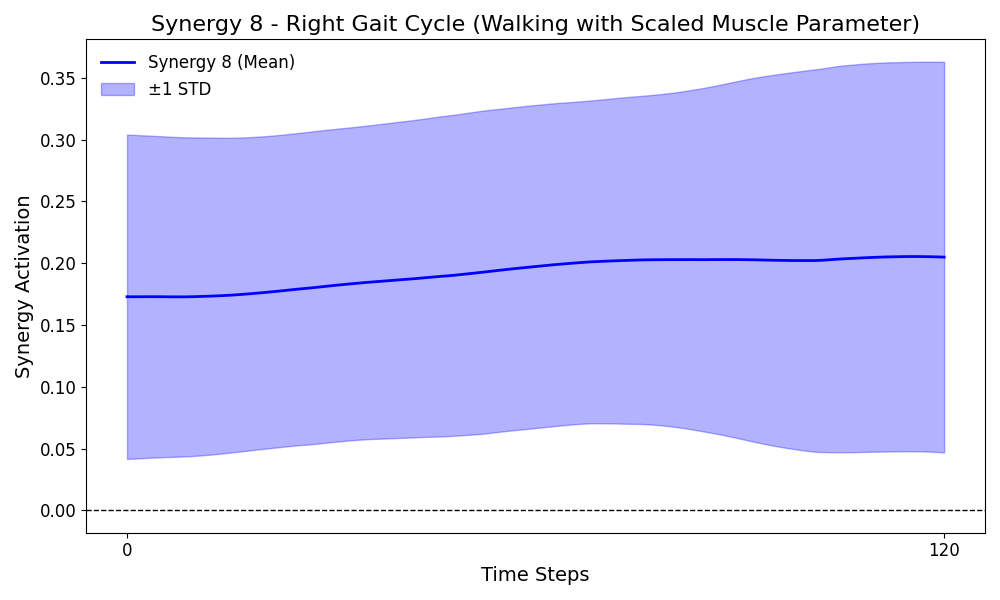 Synergy 8 - Right Gait Cycle (Walking with Scaled Muscle Parameter)
Synergy 8 (Mean)
±1 STD
Synergy Activation
0.35
0.30
0.25
0.20
0.15
0.10
0.05
0.00
0
120
Time Steps